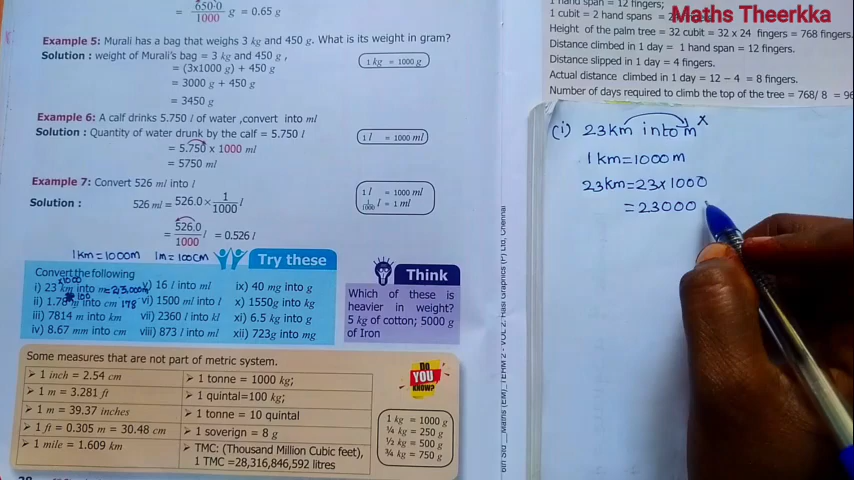 = 650.0/1000 g = 0.65 g
Example 5: Murali has a bag that weighs 3 kg and 450 g. What is its weight in gram?
Solution : weight of Murali's bag = 3 kg and 450 g,
1 kg = 1000 g
= (3x1000 g) + 450 g
= 3000 g + 450 g
= 3450 g
Example 6: A calf drinks 5.750 l of water ,convert into ml
Solution : Quantity of water drunk by the calf = 5.750 l
1 l = 1000 ml
= 5.750 x 1000 ml
= 5750 ml
Example 7: Convert 526 ml into l
Solution : 526 ml = 526.0 × 1/1000 l
1 l = 1000 ml
1/1000 l = 1 ml
= 526.0/1000 l = 0.526 l
1km = 1000m 1m = 100cm
Try these
Convert the following
x1000
i) 23 km into m = 23,000m
v) 16 l into ml
ix) 40 mg into g
100
ii) 1.78 m into cm 178
vi) 1500 ml into l
x) 1550g into kg
iii) 7814 m into km
vii) 2360 l into kl
xi) 6.5 kg into g
iv) 8.67 mm into cm
viii) 873 l into ml
xii) 723g into mg
Think
Which of these is
heavier in weight?
5 kg of cotton; 5000 g
of Iron
Some measures that are not part of metric system.
➢ 1 inch = 2.54 cm
➢ 1 m = 3.281 ft
➢ 1 m = 39.37 inches
➢ 1 ft = 0.305 m = 30.48 cm
➢ 1 mile = 1.609 km
➢ 1 tonne = 1000 kg;
➢ 1 quintal=100 kg;
➢ 1 tonne = 10 quintal
➢ 1 soverign = 8 g
➢ TMC: (Thousand Million Cubic feet),
1 TMC =28,316,846,592 litres
DO
YOU
KNOW?
1 kg = 1000 g
¼ kg = 250 g
½ kg = 500 g
¾ kg = 750 g
1 hand span = 12 fingers;
1 cubit = 2 hand spans = 24 fingers
Maths Theerkka
Height of the palm tree = 32 cubit = 32 x 24 fingers = 768 fingers.
Distance climbed in 1 day = 1 hand span = 12 fingers.
Distance slipped in 1 day = 4 fingers.
Actual distance climbed in 1 day = 12 – 4 = 8 fingers.
Number of days required to climb the top of the tree = 768/ 8 = 96
(i) 23km into m x
1km=1000m
23km=23x1000
=23000
6th Std _ Maths (EM)_TERM 2 - VOL 2, Rasi Graphics (P) Ltd, Chennai